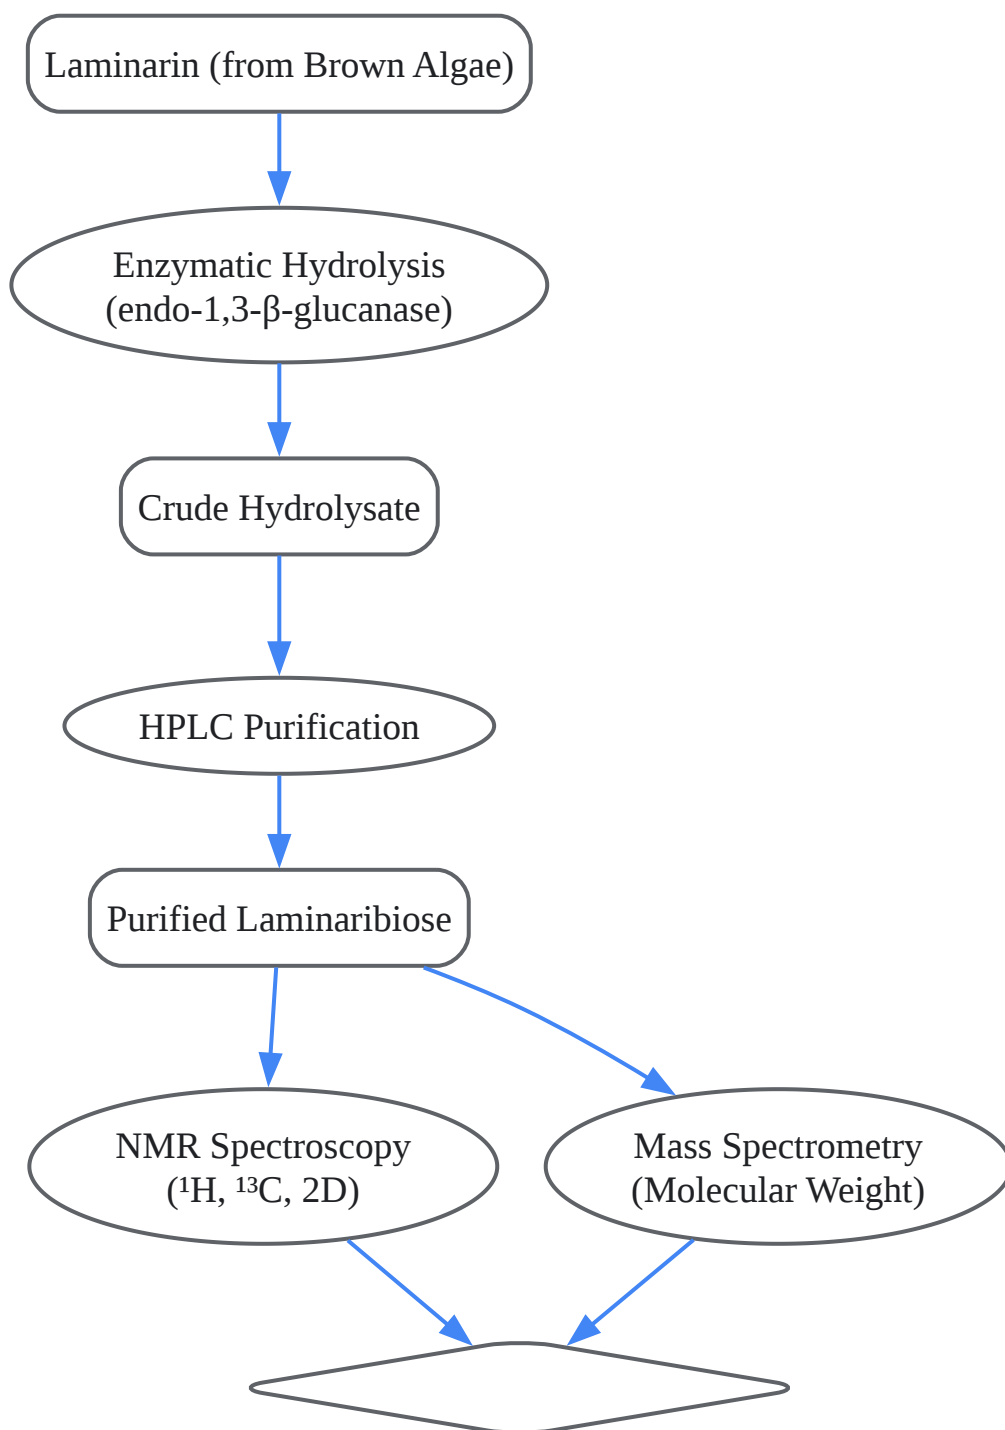 Laminarin (from Brown Algae)
Enzymatic Hydrolysis
(endo-1,3-β-glucanase)
Crude Hydrolysate
HPLC Purification
Purified Laminaribiose
NMR Spectroscopy
(¹H, ¹³C, 2D)
Mass Spectrometry
(Molecular Weight)